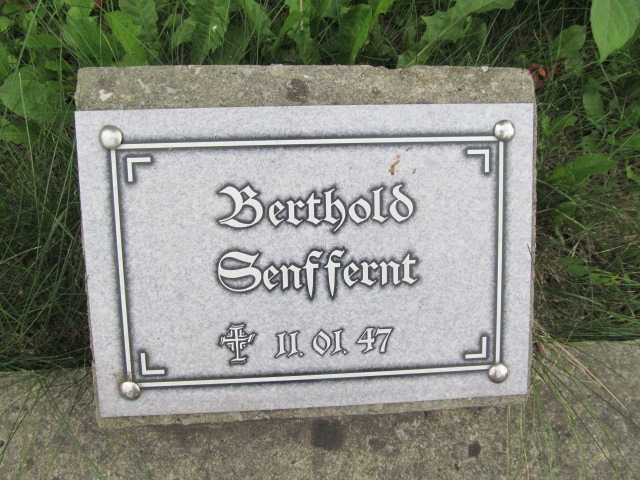 Berthold
Senffernt
11. 01. 47